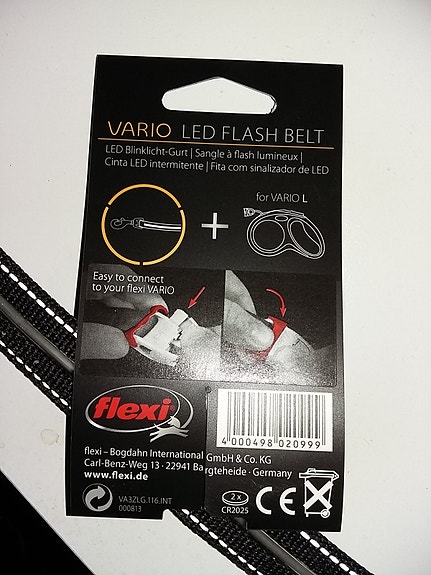 VARIO LED FLASH BELT
LED Blinklicht-Gurt | Sangle à flash lumineux |
Cinta LED intermitente | Fita com sinalizador de LED
for VARIO L
Easy to connect
to your flexi VARIO
flexi
4 000498 020999
flexi – Bogdahn International GmbH & Co. KG
Carl-Benz-Weg 13 · 22941 Bargteheide · Germany
www.flexi.de
VA3ZLG.116.INT
000813
2 x
CR2025
CE